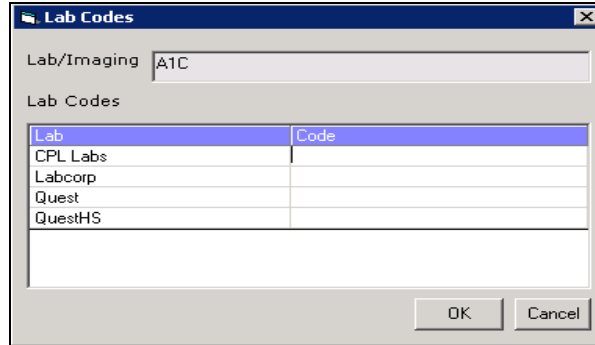 Lab Codes
Lab/Imaging A1C
Lab Codes
Lab Code
CPL Labs
Labcorp
Quest
QuestHS
OK Cancel